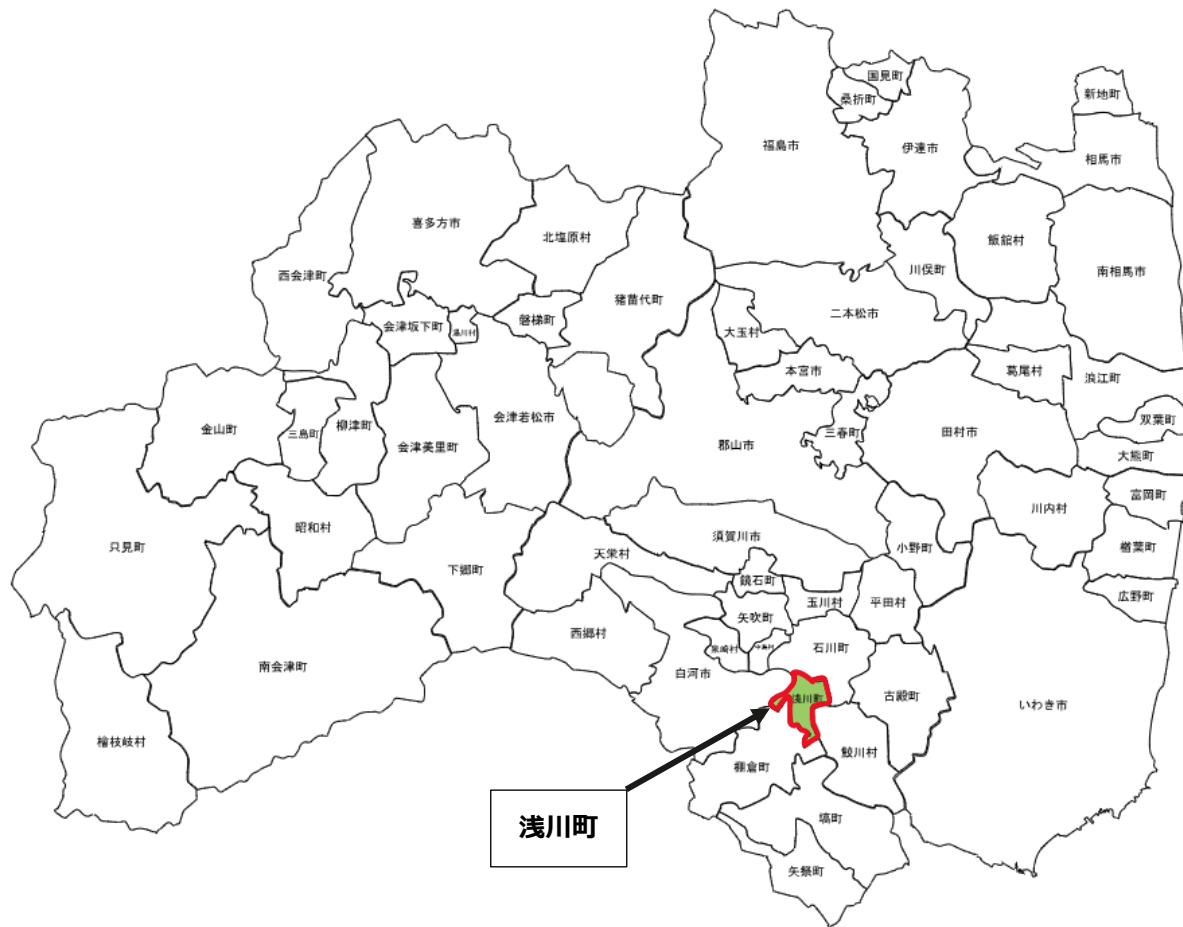 国見町
桑折町
新地町
福島市
伊達市
相馬市
喜多方市
北塩原村
飯舘村
川俣町
西会津町
南相馬市
猪苗代町
二本松市
会津坂下町
湯川村
磐梯町
大玉村
本宮市
葛尾村
浪江町
双葉町
金山町
三島町
柳津町
会津美里町
会津若松市
郡山市
三春町
田村市
大熊町
富岡町
川内村
昭和村
只見町
須賀川市
小野町
楢葉町
天栄村
下郷町
鏡石町
玉川村
平田村
広野町
矢吹町
西郷村
泉崎村
中島村
石川町
南会津町
白河市
浅川町
古殿町
いわき市
檜枝岐村
鮫川村
棚倉町
浅川町
塙町
矢祭町